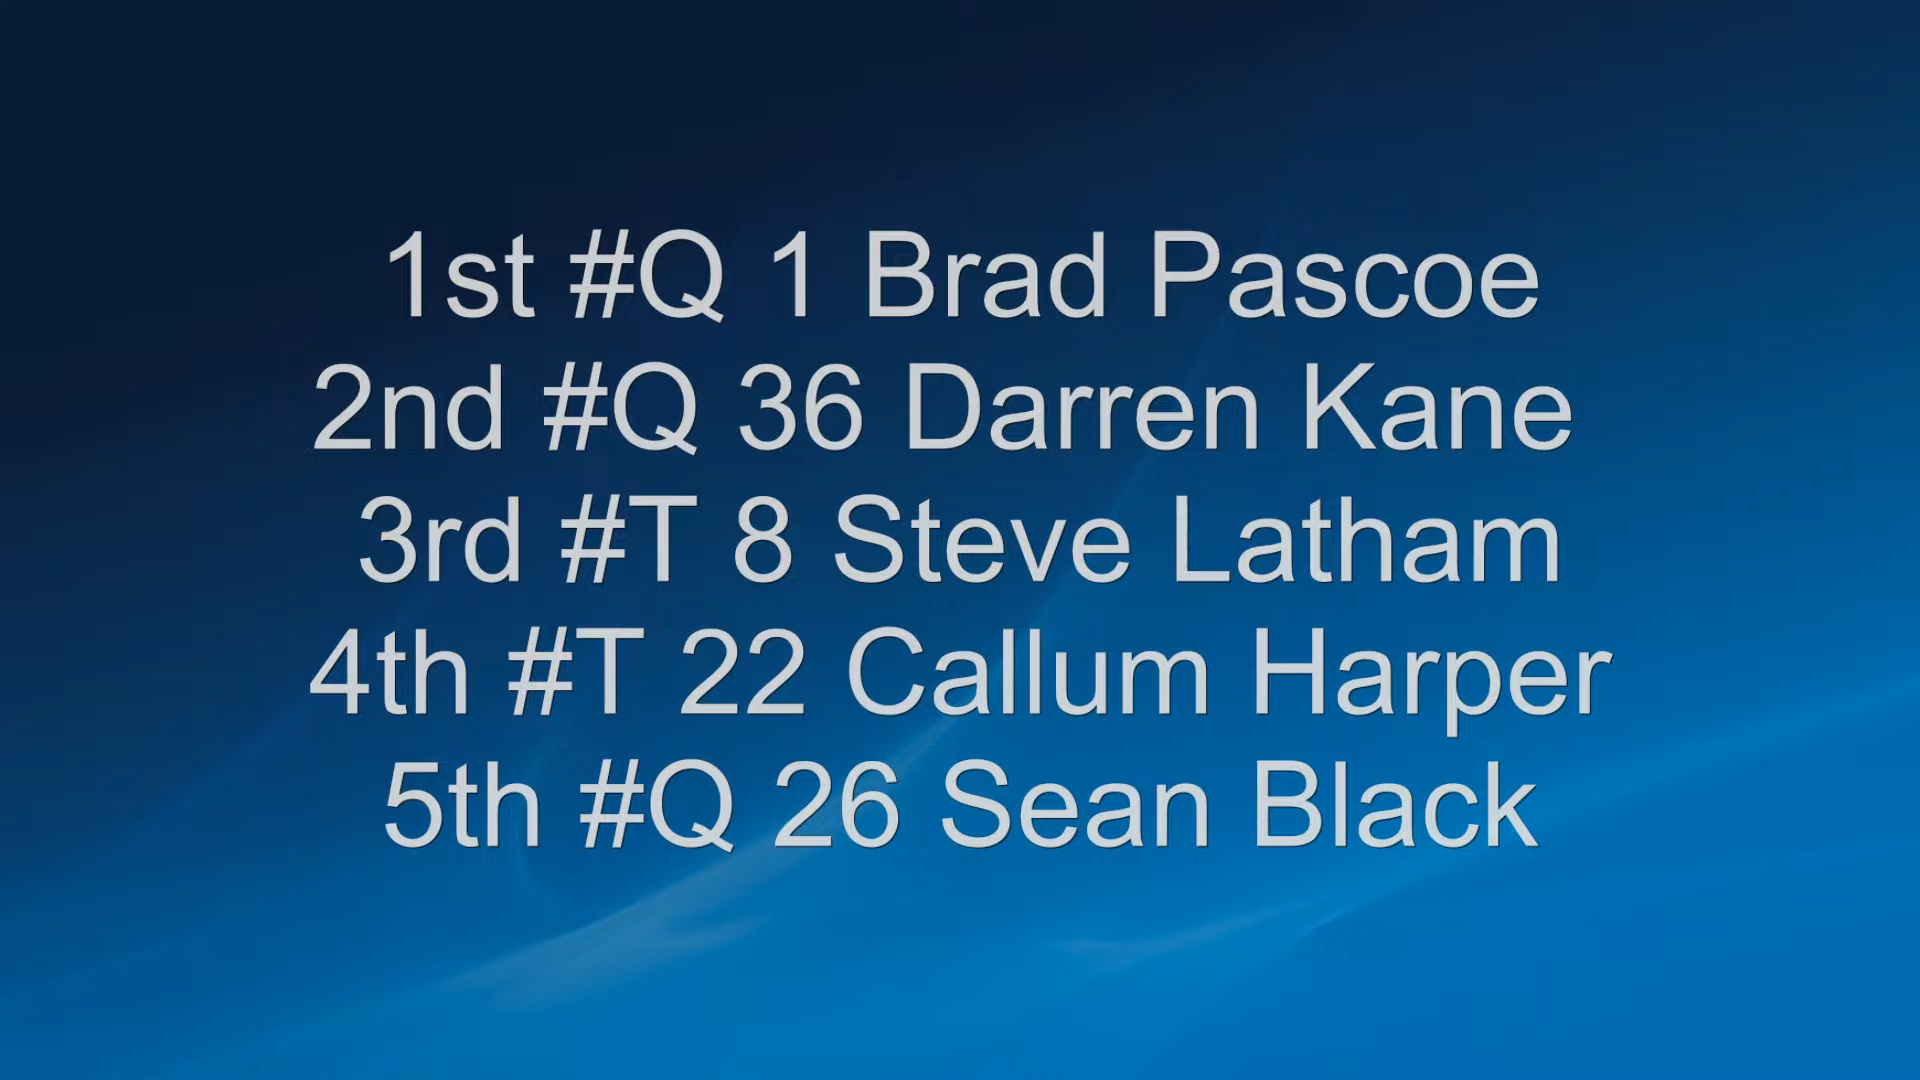 1st #Q 1 Brad Pascoe
2nd #Q 36 Darren Kane
3rd #T 8 Steve Latham
4th #T 22 Callum Harper
5th #Q 26 Sean Black